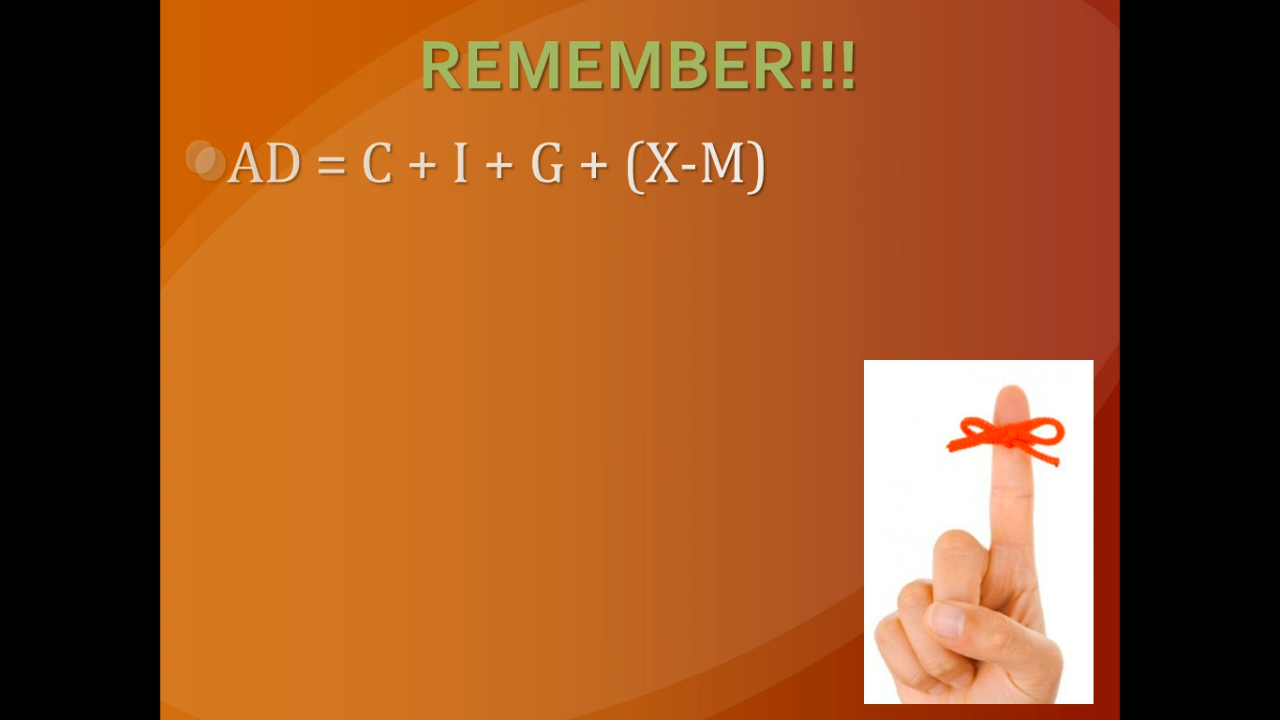 REMEMBER!!!
AD = C + I + G + (X-M)